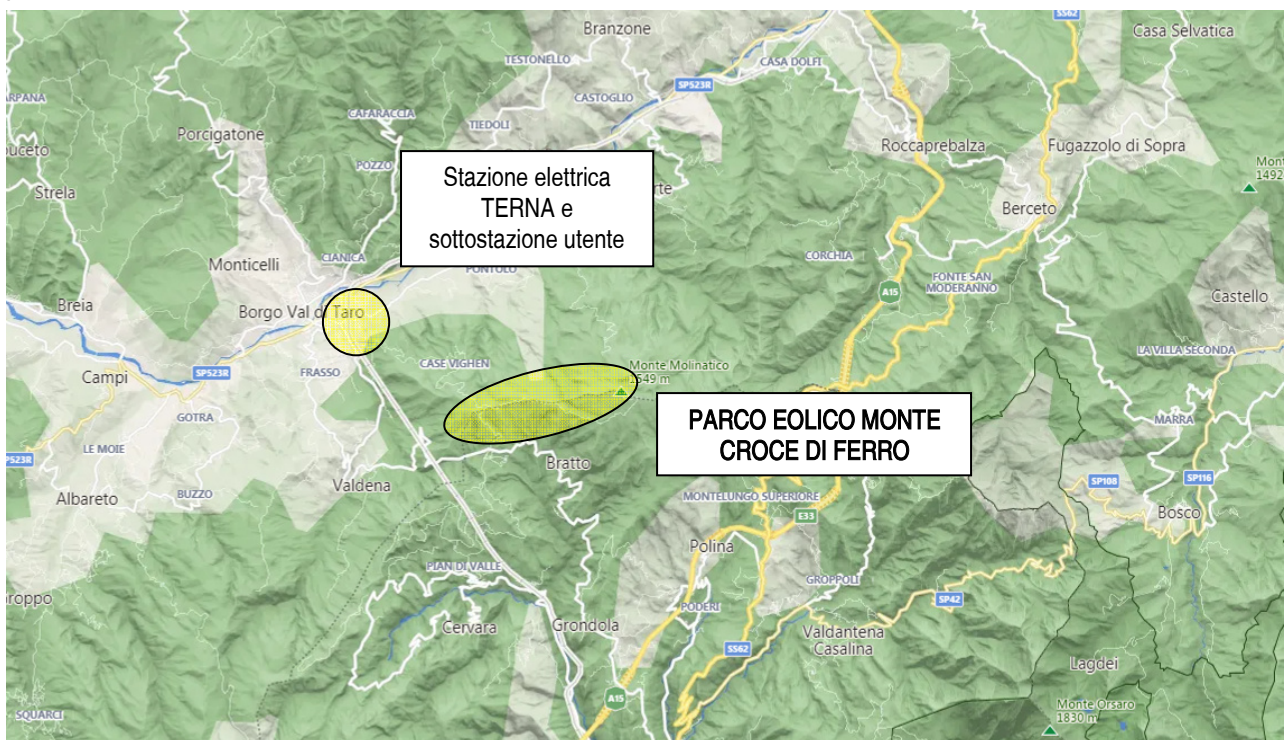 SS62
Branzone
Casa Selvatica
TESTONELLO
CASA DOLFI
SP523R
CASTOGLIO
CAFARACCIA
TIEDOLI
Porcigatone
POZZO
Roccaprebalza
Fugazzolo di Sopra
Strela
1492
Berceto
Stazione elettrica
TERNA e
sottostazione utente
CIANICA
PONTOLO
Monticelli
CORCHIA
FONTE SAN
MODERANNO
A15
Castello
Breia
Borgo Val di Taro
LA VILLA SECONDA
CASE VIGHEN
Monte Molinatico
1549 m
FRASSO
SP523R
Campi
GOTRA
PARCO EOLICO MONTE
CROCE DI FERRO
MARRA
LE MOIE
SP523R
Bratto
Valdena
BUZZO
Albareto
MONTELUNGO SUPERIORE
SP108
SP116
E33
Bosco
Polina
PIAN DI VALLE
GROPPOLI
SP42
PODERI
Cervara
Grondola
Valdantena
Casalina
SS62
Lagdei
A15
Monte Orsaro
1830 m
SQUARCI